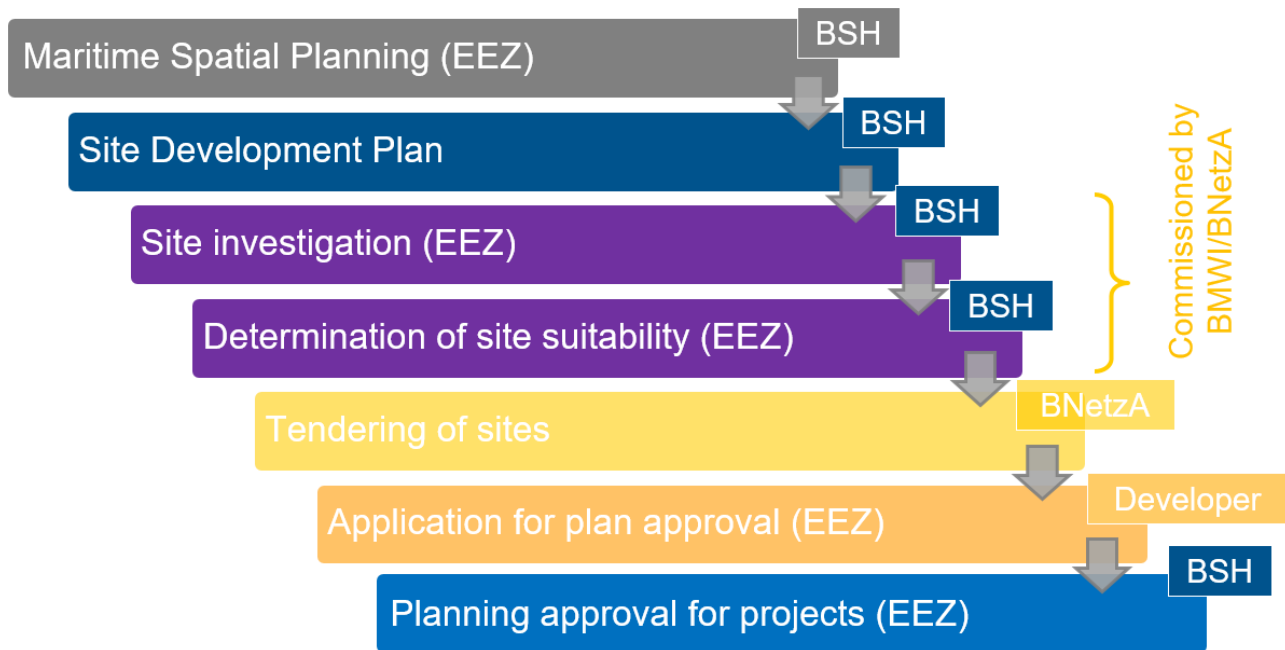 BSH
Maritime Spatial Planning (EEZ)
BSH
Site Development Plan
BSH
Site investigation (EEZ)
BSH
Determination of site suitability (EEZ)
Commissioned by
BMWI/BNetzA
BNetzA
Tendering of sites
Developer
Application for plan approval (EEZ)
BSH
Planning approval for projects (EEZ)